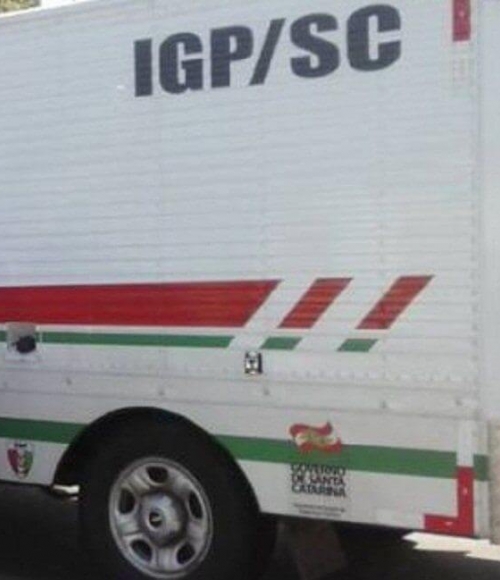 IGP/SC
GOVERNO
DE SANTA
CATARINA